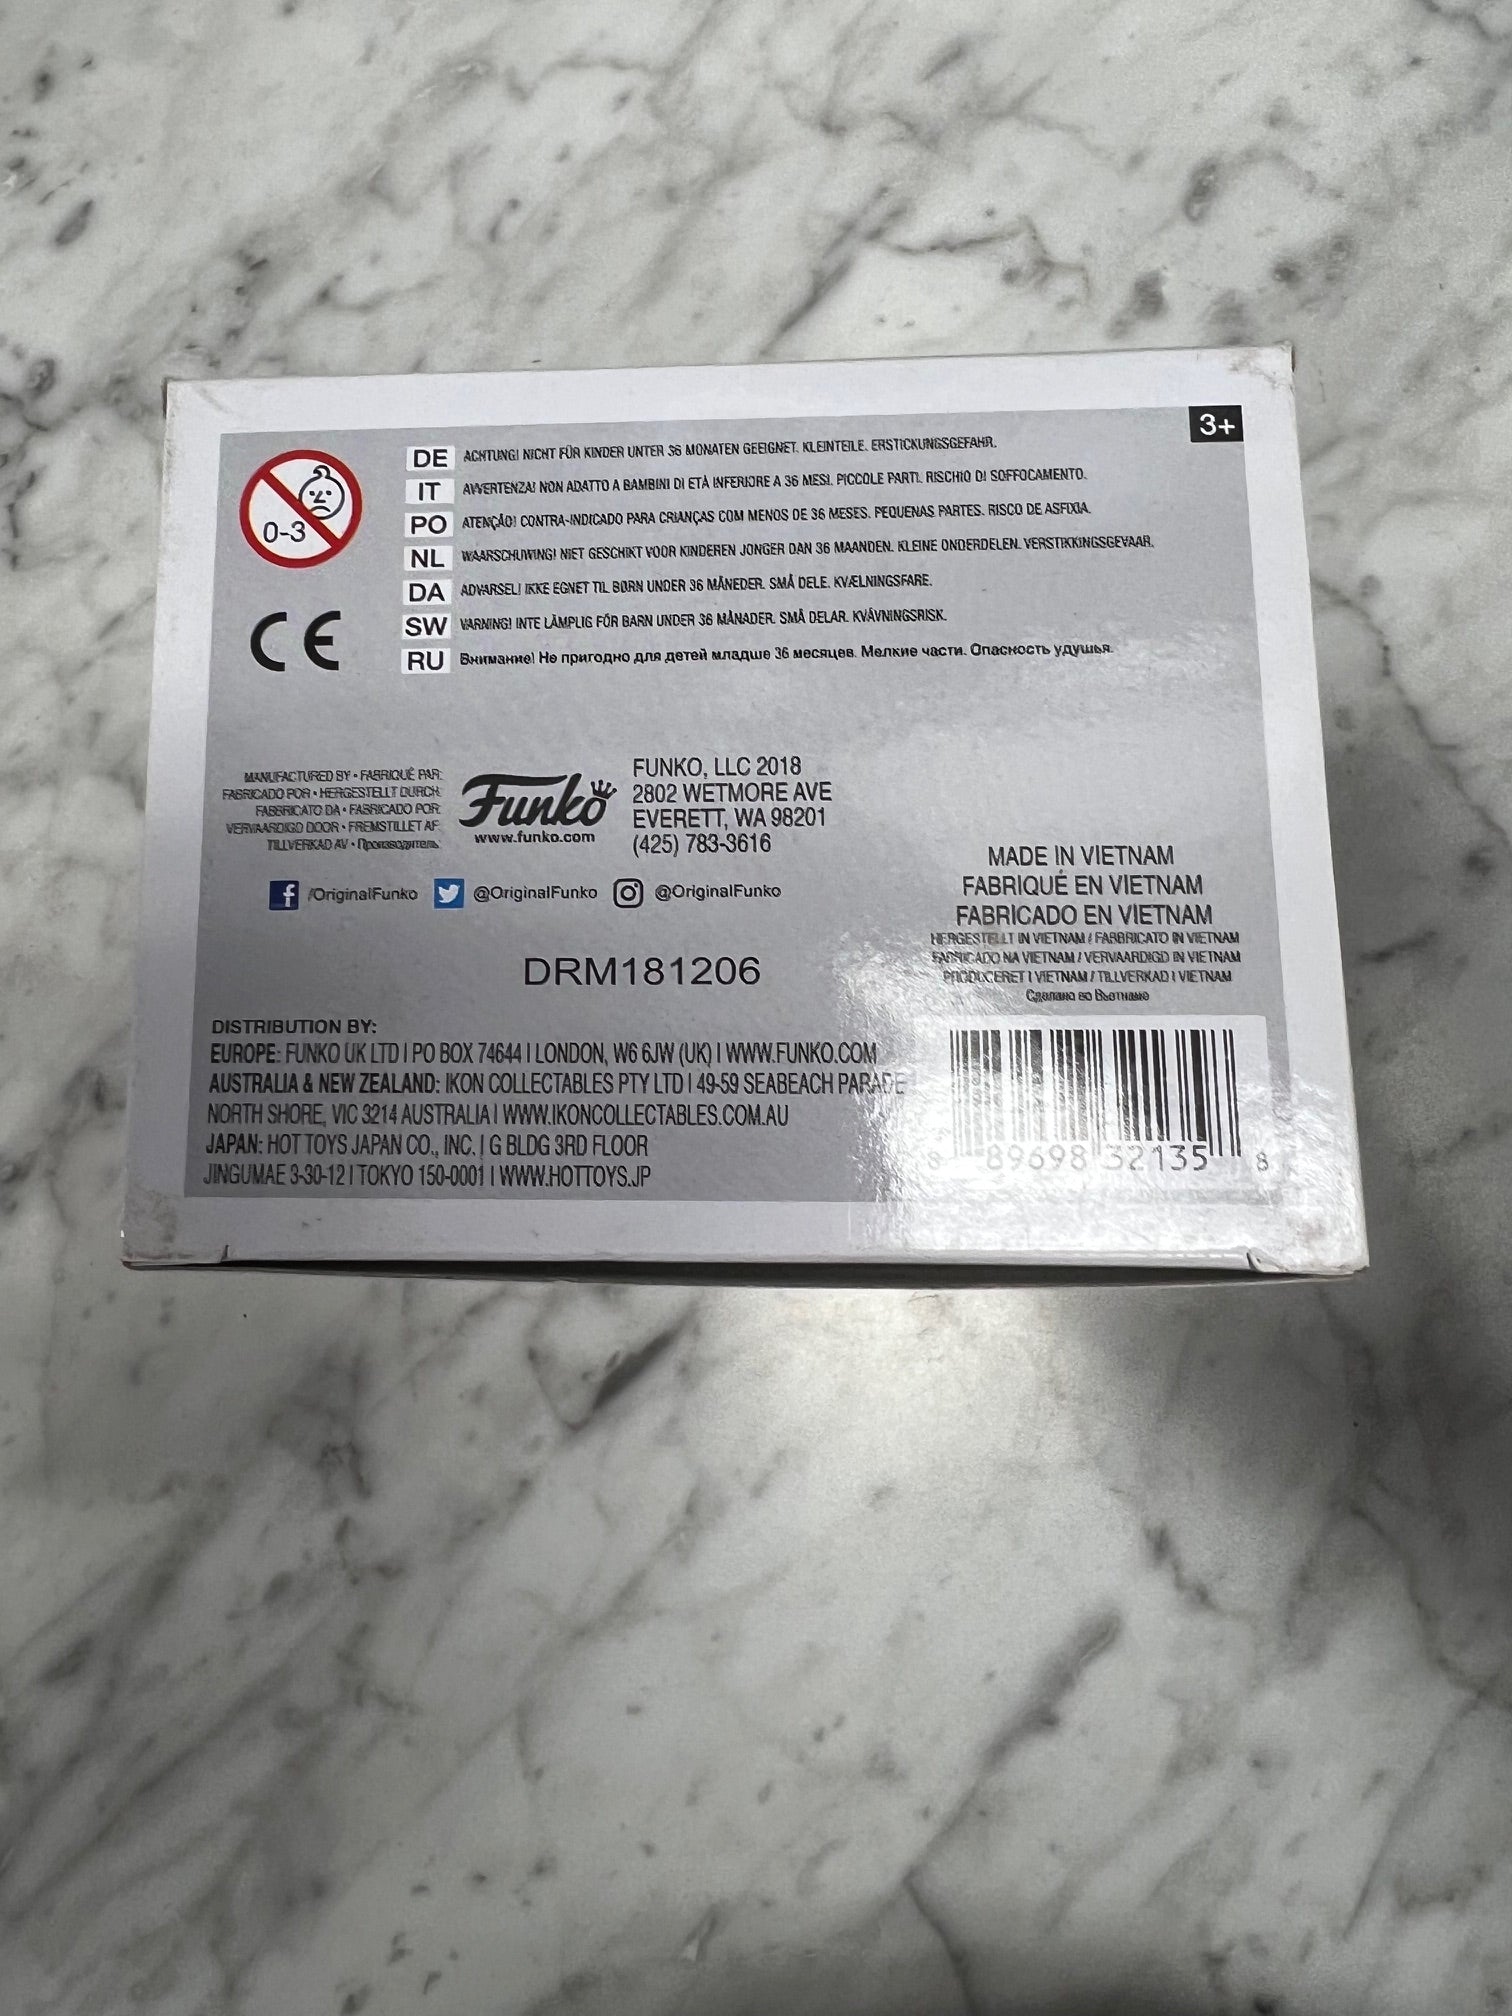 3+
0-3
DE ACHTUNG! NICHT FÜR KINDER UNTER 36 MONATEN GEEIGNET. KLEINTEILE. ERSTICKUNGSGEFAHR.
IT AVVERTENZA! NON ADATTO A BAMBINI DI ETÀ INFERIORE A 36 MESI. PICCOLE PARTI. RISCHIO DI SOFFOCAMENTO.
PO ATENÇÃO! CONTRA-INDICADO PARA CRIANÇAS COM MENOS DE 36 MESES. PEQUENAS PARTES. RISCO DE ASFIXIA.
NL WAARSCHUWING! NIET GESCHIKT VOOR KINDEREN JONGER DAN 36 MAANDEN. KLEINE ONDERDELEN. VERSTIKKINGSGEVAAR.
DA ADVARSEL! IKKE EGNET TIL BØRN UNDER 36 MÅNEDER. SMÅ DELE. KVÆLNINGSFARE.
SW VARNING! INTE LÄMPLIG FÖR BARN UNDER 36 MÅNADER. SMÅ DELAR. KVÄVNINGSRISK.
RU Внимание! Не пригодно для детей младше 36 месяцев. Мелкие части. Опасность удушья.
CE
MANUFACTURED BY • FABRIQUÉ PAR:
FABRICADO POR • HERGESTELLT DURCH:
FABBRICATO DA • FABRICADO POR:
VERVAARDIGD DOOR • FREMSTILLET AF:
TILLVERKAD AV • Производитель:
Funko
www.funko.com
FUNKO, LLC 2018
2802 WETMORE AVE
EVERETT, WA 98201
(425) 783-3616
/OriginalFunko @OriginalFunko @OriginalFunko
MADE IN VIETNAM
FABRIQUÉ EN VIETNAM
FABRICADO EN VIETNAM
HERGESTELLT IN VIETNAM / FABBRICATO IN VIETNAM
FABRICADO NA VIETNAM / VERVAARDIGD IN VIETNAM
PRODUCERET I VIETNAM / TILLVERKAD I VIETNAM
Сделано во Вьетнаме
DRM181206
DISTRIBUTION BY:
EUROPE: FUNKO UK LTD | PO BOX 74644 | LONDON, W6 6JW (UK) | WWW.FUNKO.COM
AUSTRALIA & NEW ZEALAND: IKON COLLECTABLES PTY LTD | 49-59 SEABEACH PARADE
NORTH SHORE, VIC 3214 AUSTRALIA | WWW.IKONCOLLECTABLES.COM.AU
JAPAN: HOT TOYS JAPAN CO., INC. | G BLDG 3RD FLOOR
JINGUMAE 3-30-12 | TOKYO 150-0001 | WWW.HOTTOYS.JP
8 89698 32135 8